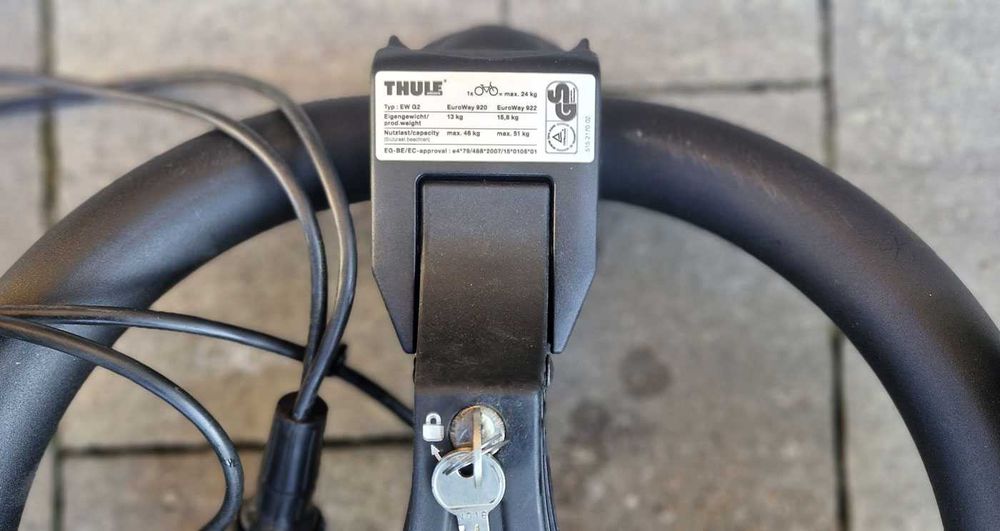 THULE
1x = max. 24 kg
Typ : EW G2 EuroWay 920 EuroWay 922
Eigengewicht/ 13 kg 15,8 kg
prod.weight
Nutzlast/capacity max. 46 kg max. 51 kg
(Stützlast beachten)
EG-BE/EC-approval : e4*79/488*2007/15*0105*01